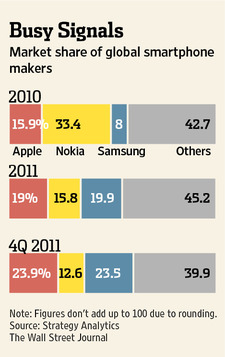 Busy Signals
Market share of global smartphone
makers
2010
15.9% 33.4 8 42.7
Apple Nokia Samsung Others
2011
19% 15.8 19.9 45.2
4Q 2011
23.9% 12.6 23.5 39.9
Note: Figures don't add up to 100 due to rounding.
Source: Strategy Analytics
The Wall Street Journal